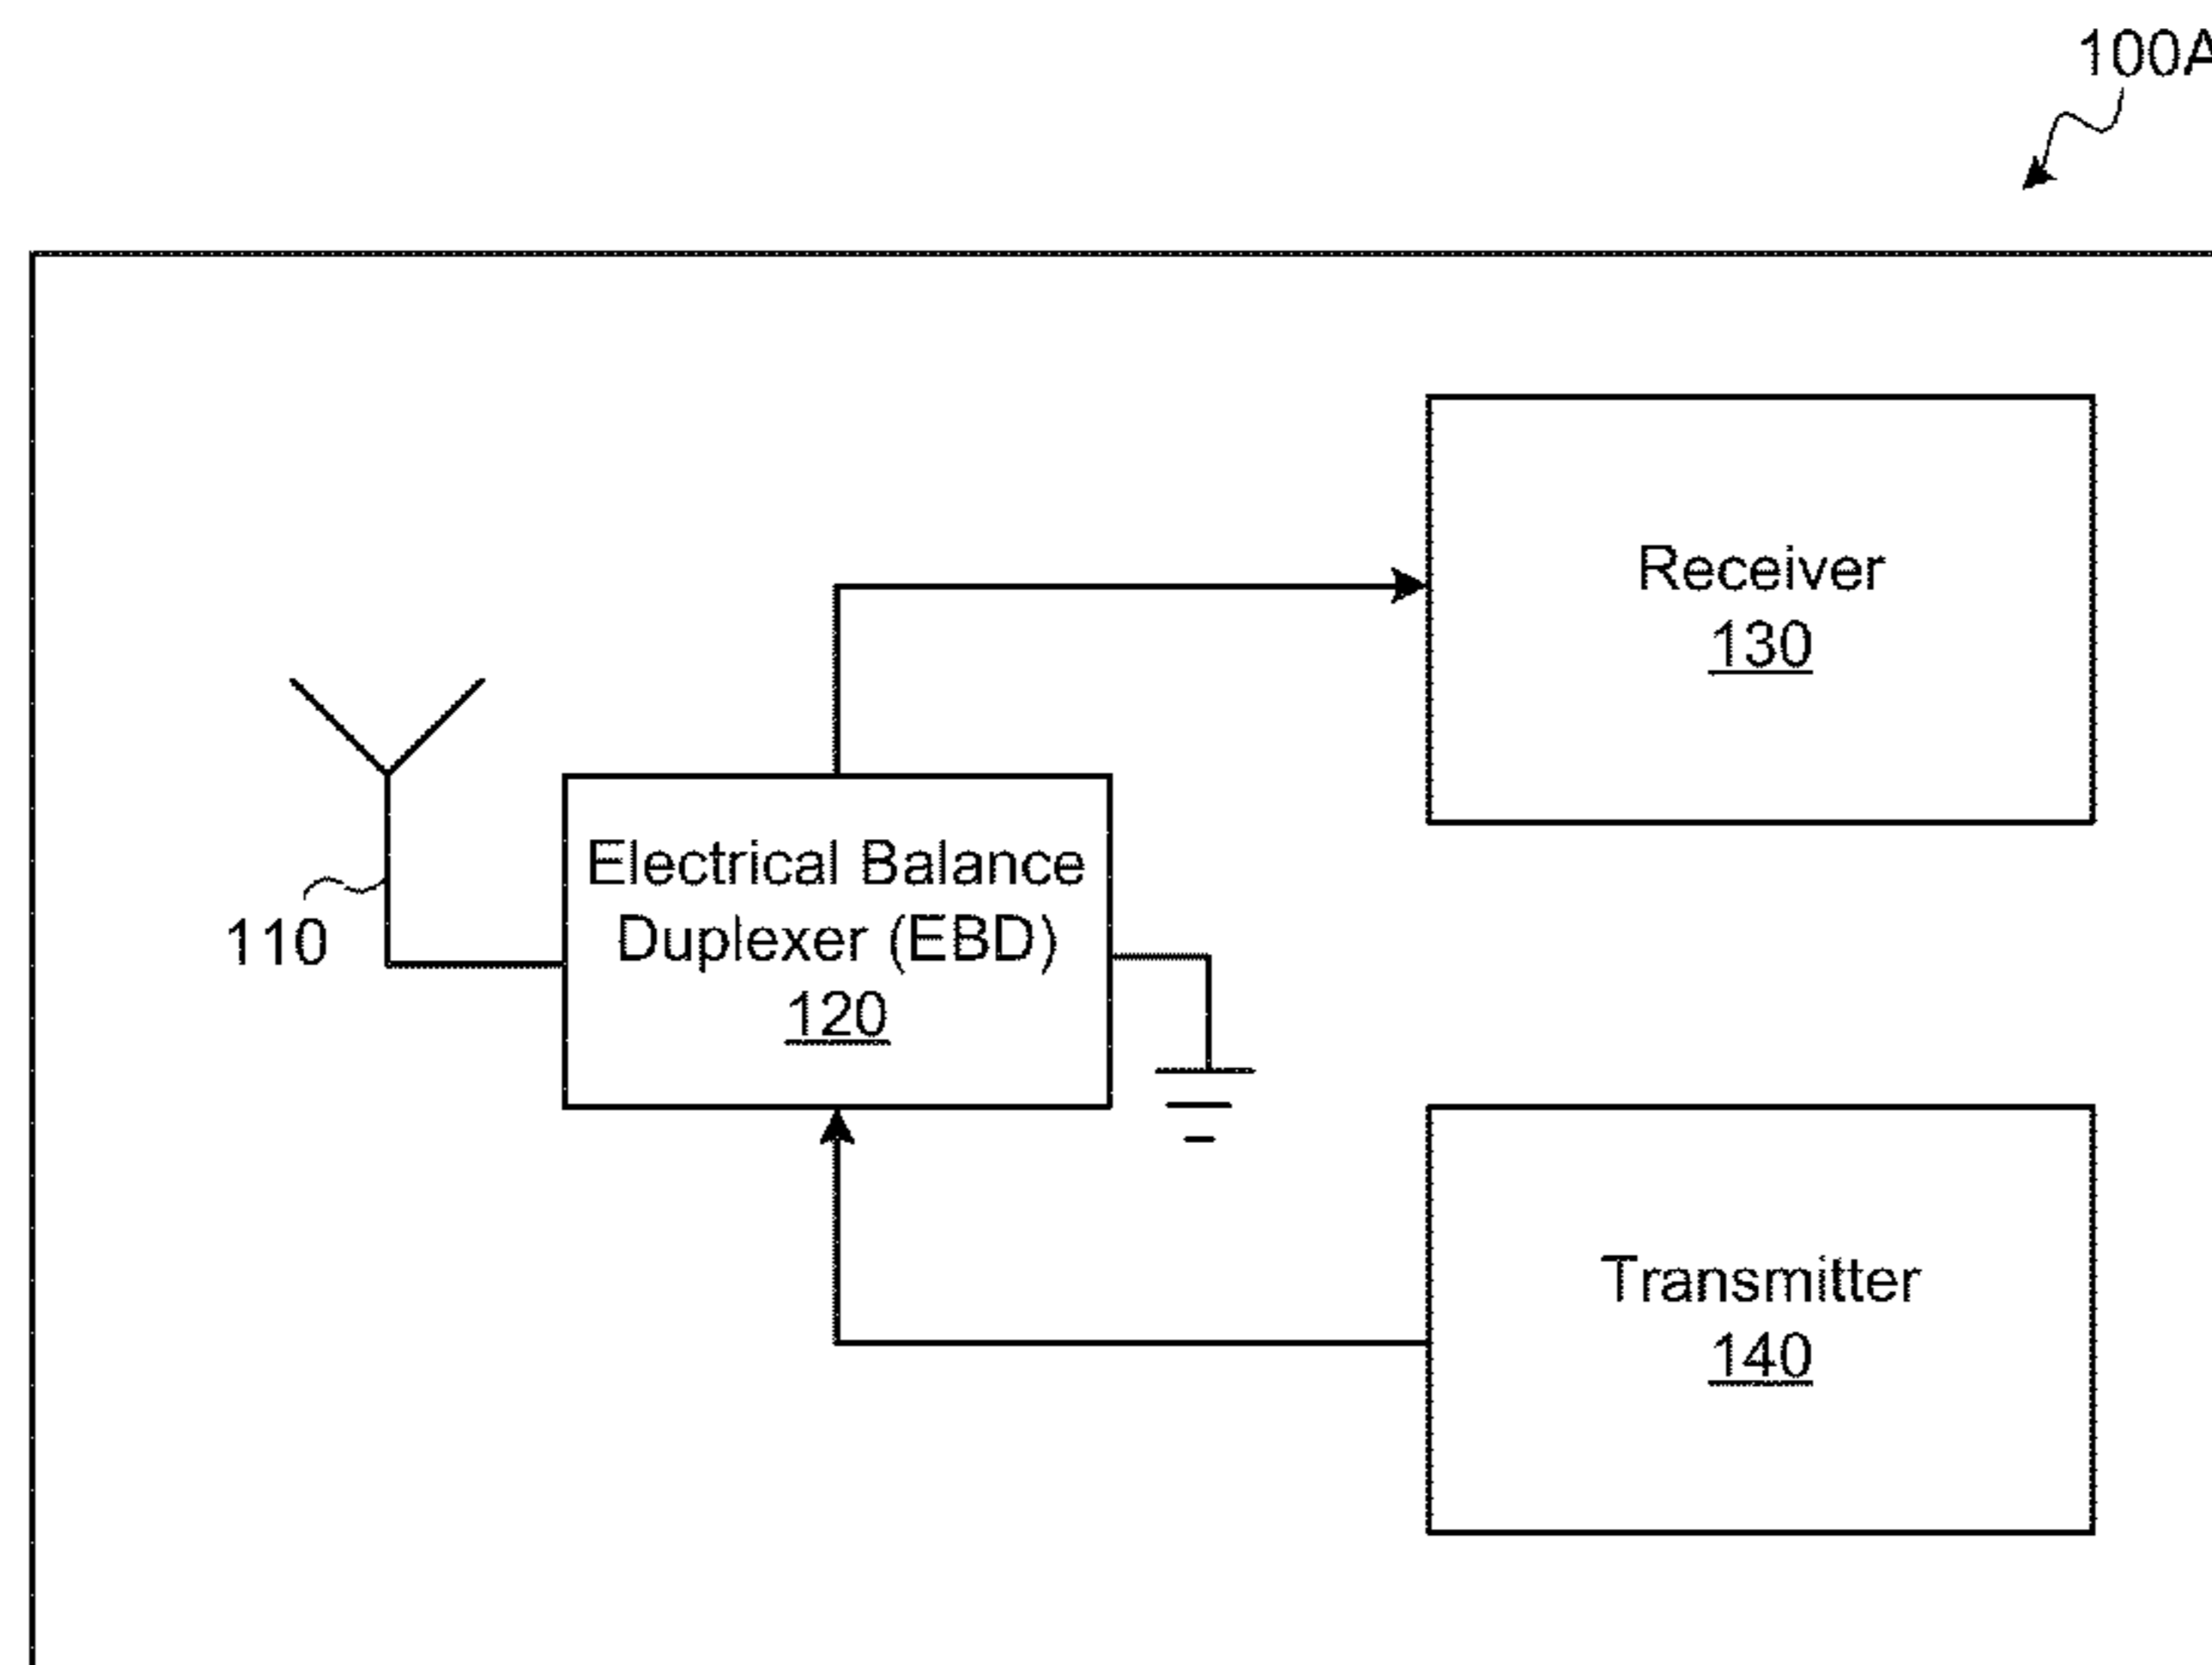 100A
Receiver
130
Electrical Balance
Duplexer (EBD)
120
110
Transmitter
140